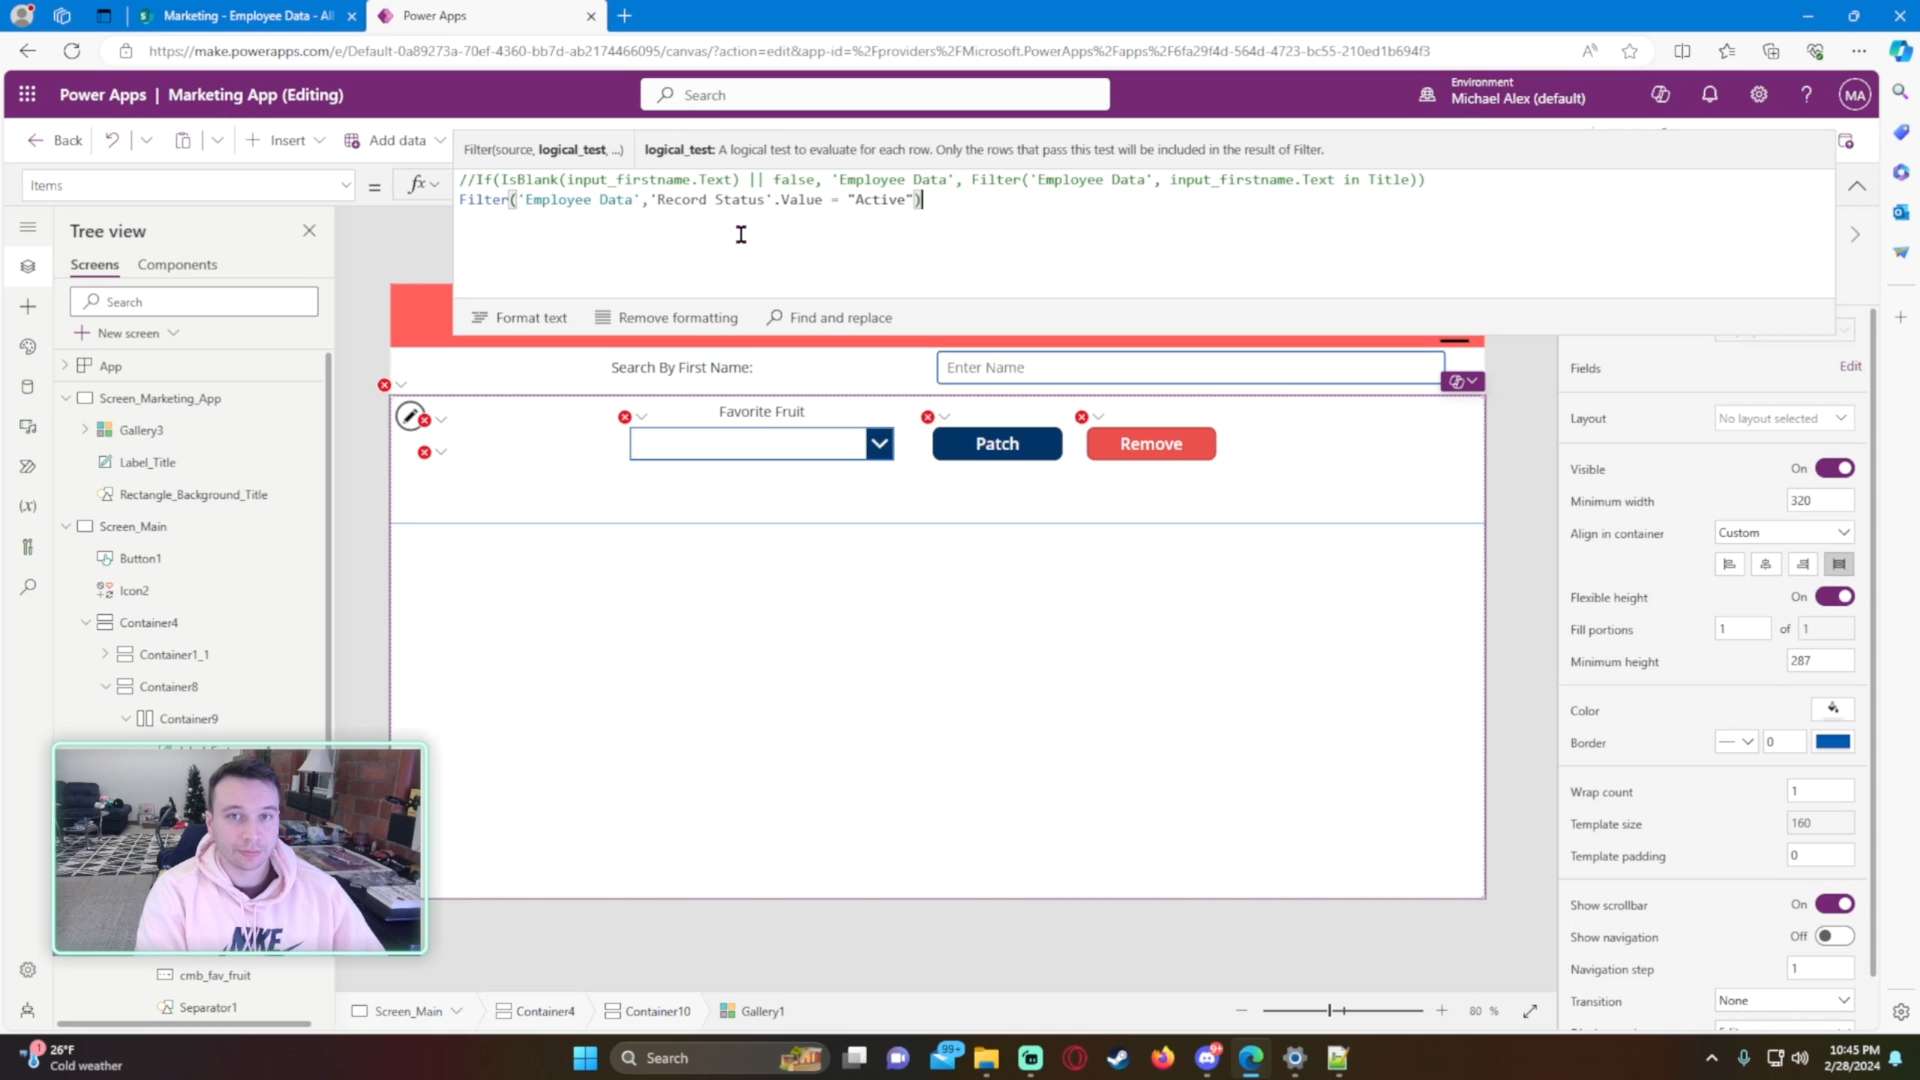 Marketing - Employee Data - All
Power Apps
https://make.powerapps.com/e/Default-0a89273a-70ef-4360-bb7d-ab2174466095/canvas/?action=edit&app-id=%2Fproviders%2FMicrosoft.PowerApps%2Fapps%2F6fa29f4d-564d-4723-bc55-210ed1b694f3
Power Apps | Marketing App (Editing)
Search
Environment
Michael Alex (default)
MA
Back
Insert
Add data
Filter(source, logical_test, ...)
logical_test: A logical test to evaluate for each row. Only the rows that pass this test will be included in the result of Filter.
Items
=
fx
//If(IsBlank(input_firstname.Text) || false, 'Employee Data', Filter('Employee Data', input_firstname.Text in Title))
Filter('Employee Data','Record Status'.Value = "Active")
Format text
Remove formatting
Find and replace
Tree view
Screens
Components
Search
New screen
App
Screen_Marketing_App
Gallery3
Label_Title
Rectangle_Background_Title
Screen_Main
Button1
Icon2
Container4
Container1_1
Container8
Container9
cmb_fav_fruit
Separator1
Search By First Name:
Enter Name
Favorite Fruit
Patch
Remove
NIKE
Fields
Edit
Layout
No layout selected
Visible
On
Minimum width
320
Align in container
Custom
Flexible height
On
Fill portions
1
of
1
Minimum height
287
Color
Border
0
Wrap count
1
Template size
160
Template padding
0
Show scrollbar
On
Show navigation
Off
Navigation step
1
Transition
None
Screen_Main
Container4
Container10
Gallery1
80 %
1
26°F
Cold weather
Search
99+
9+
10:45 PM
2/28/2024